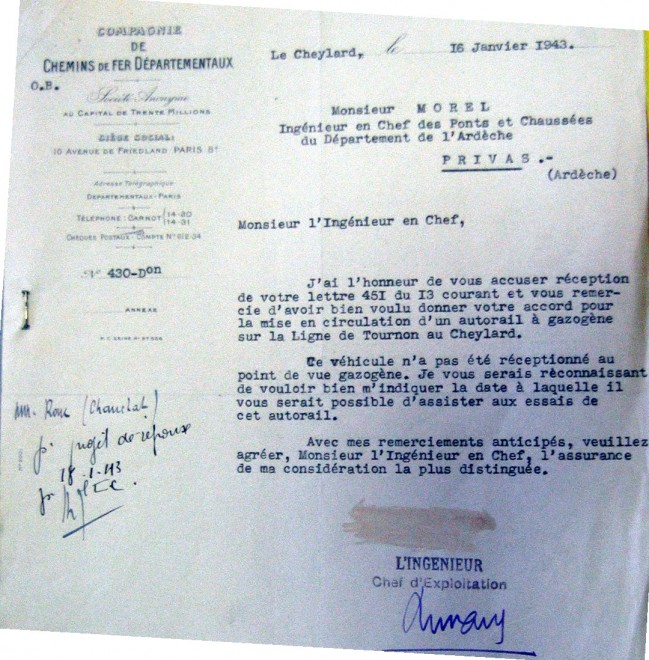 COMPAGNIE
DE
CHEMINS DE FER DÉPARTEMENTAUX
O.B.
Société Anonyme
AU CAPITAL DE TRENTE MILLIONS
SIÈGE SOCIAL:
10 AVENUE DE FRIEDLAND PARIS 8e
Adresse Télégraphique
DÉPARTEMENTAUX-PARIS
TÉLÉPHONE: CARNOT 14-20
14-31
CHÈQUES POSTAUX-COMPTE No 612-34
No 430-Don
ANNEXE
Le Cheylard, le 16 Janvier 1943.
Monsieur MOREL
Ingénieur en Chef des Ponts et Chaussées
du Département de l'Ardèche
PRIVAS.-
(Ardèche)
Monsieur l'Ingénieur en Chef,
J'ai l'honneur de vous accuser réception
de votre lettre 45I du I3 courant et vous remer-
cie d'avoir bien voulu donner votre accord pour
la mise en circulation d'un autorail à gazogène
sur la Ligne de Tournon au Cheylard.
Ce véhicule n'a pas été réceptionné au
point de vue gazogène. Je vous serais rèconnaissant
de vouloir bien m'indiquer la date à laquelle il
vous serait possible d'assister aux essais de
cet autorail.
Avec mes remerciements anticipés, veuillez
agréer, Monsieur l'Ingénieur en Chef, l'assurance
de ma considération la plus distinguée.
projet de réponse
18-1-43
L'INGENIEUR
Chef d'Exploitation